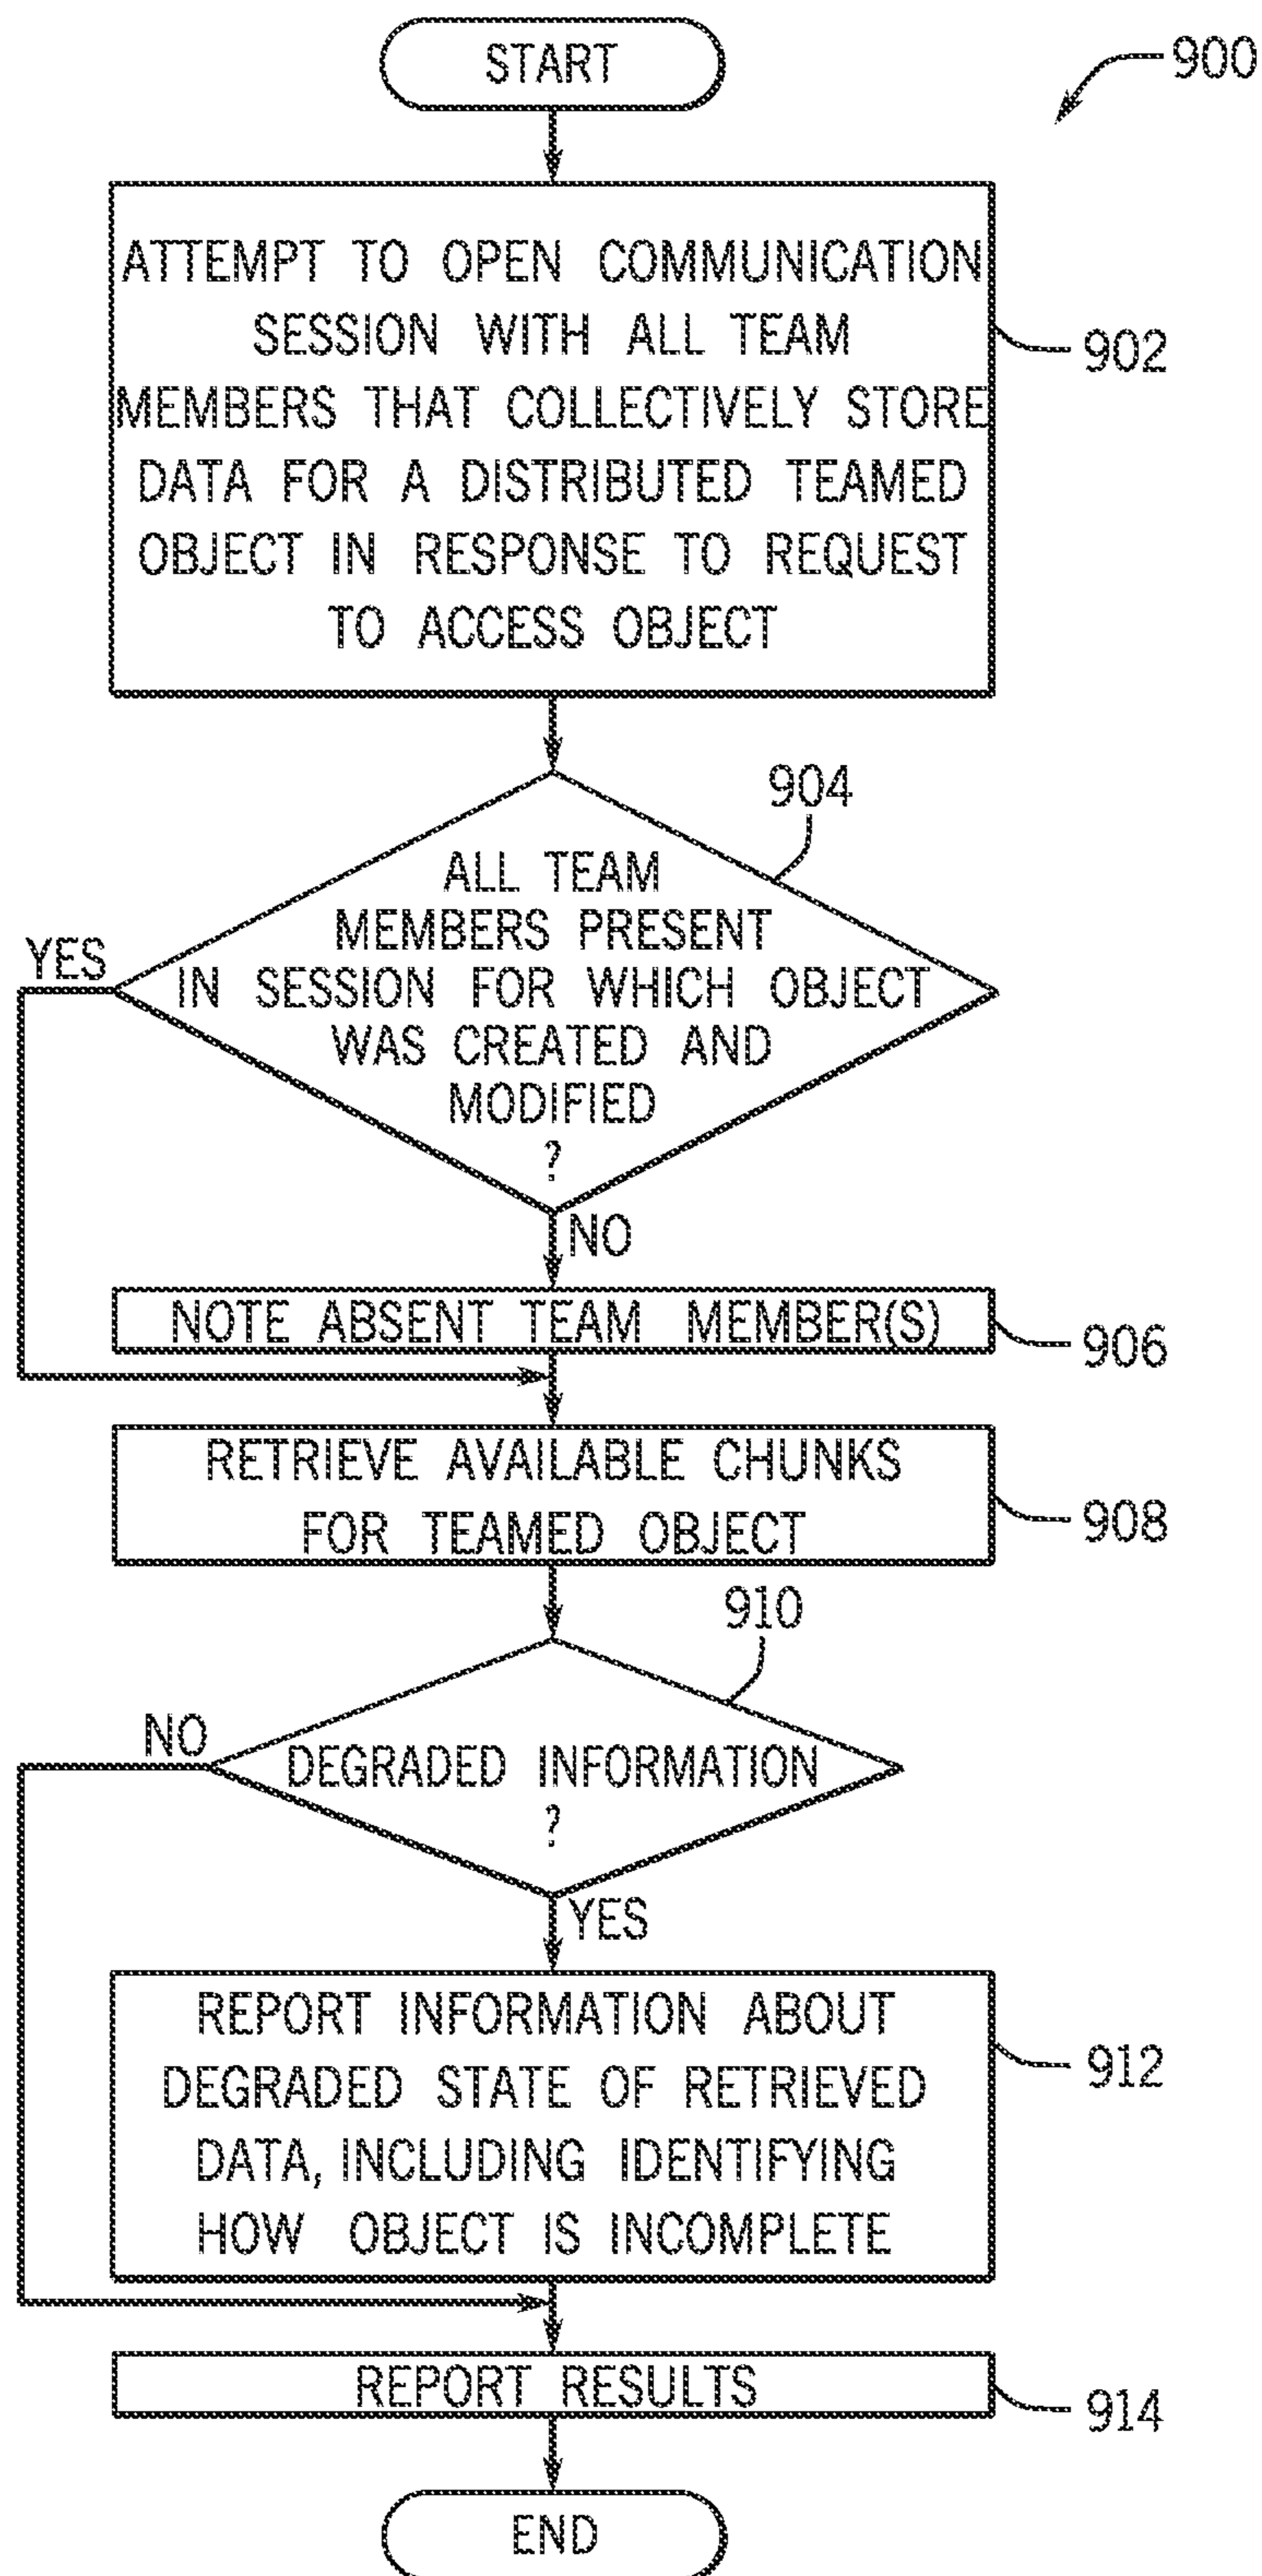 START
900
ATTEMPT TO OPEN COMMUNICATION
SESSION WITH ALL TEAM
MEMBERS THAT COLLECTIVELY STORE
DATA FOR A DISTRIBUTED TEAMED
OBJECT IN RESPONSE TO REQUEST
TO ACCESS OBJECT
902
904
ALL TEAM
MEMBERS PRESENT
IN SESSION FOR WHICH OBJECT
WAS CREATED AND
MODIFIED
?
YES
NO
NOTE ABSENT TEAM MEMBER(S)
906
RETRIEVE AVAILABLE CHUNKS
FOR TEAMED OBJECT
908
910
DEGRADED INFORMATION
?
NO
YES
REPORT INFORMATION ABOUT
DEGRADED STATE OF RETRIEVED
DATA, INCLUDING IDENTIFYING
HOW OBJECT IS INCOMPLETE
912
REPORT RESULTS
914
END